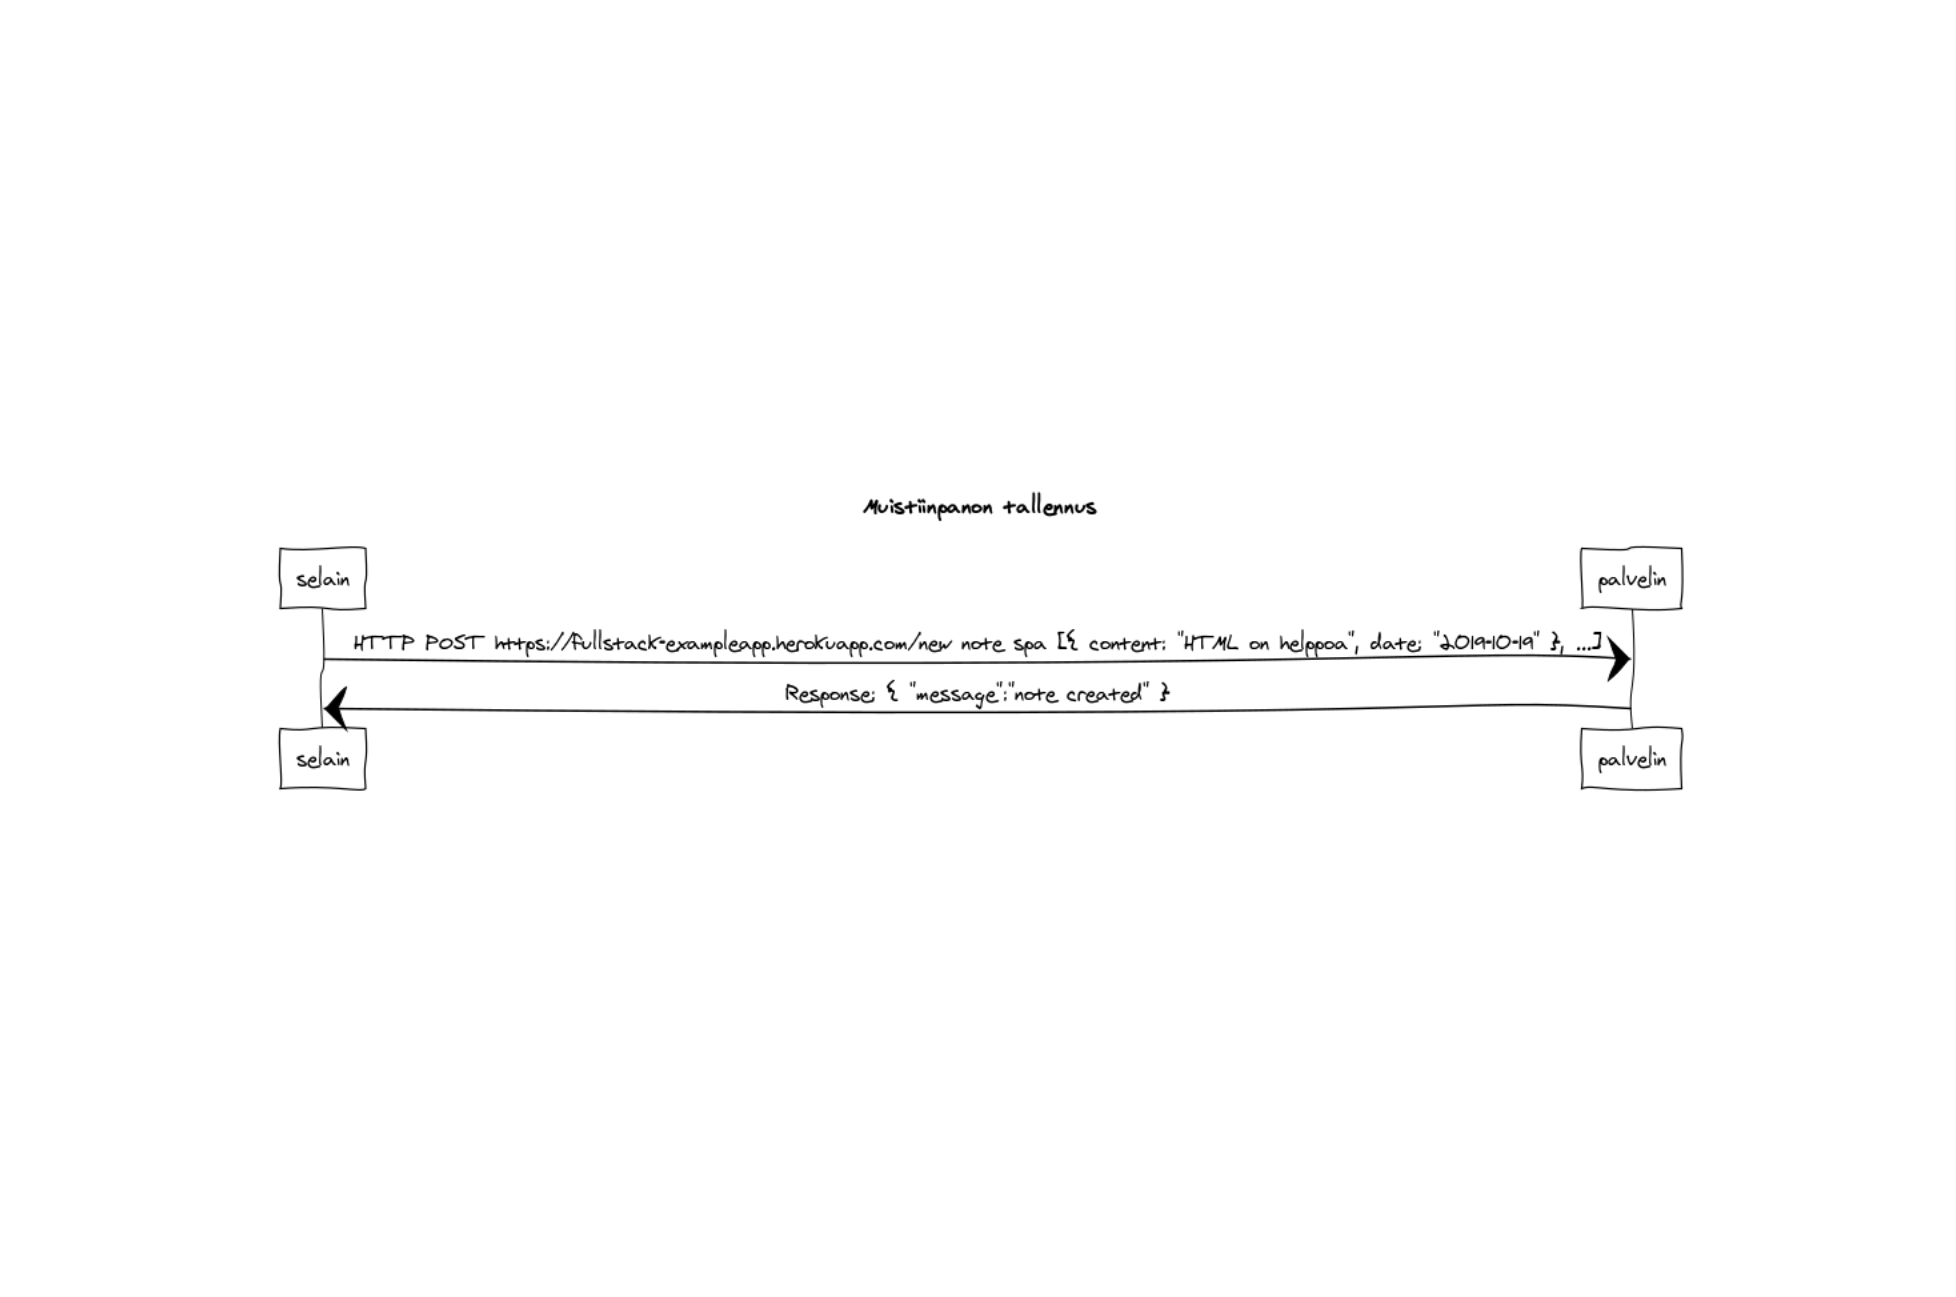 Muistiinpanon tallennus
selain
palvelin
HTTP POST https://fullstack-exampleapp.herokuapp.com/new note spa [{ content: "HTML on helppoa", date: "2019-10-19" }, ...]
Response: { "message":"note created" }
selain
palvelin